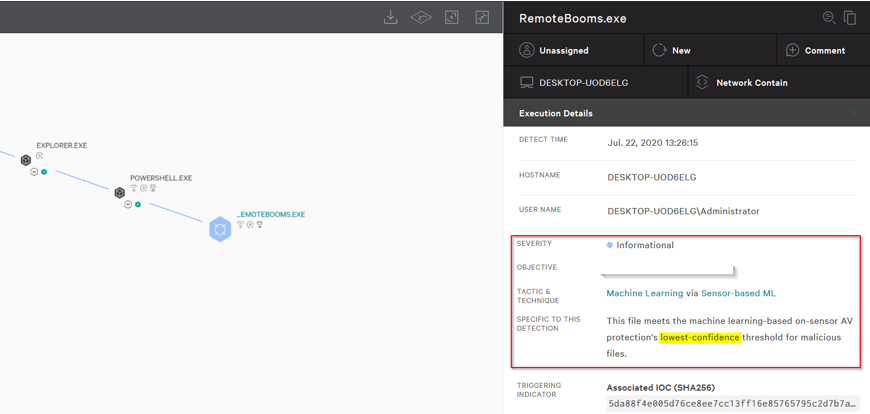 RemoteBooms.exe
Unassigned
New
Comment
DESKTOP-UOD6ELG
Network Contain
Execution Details
DETECT TIME
Jul. 22, 2020 13:26:15
HOSTNAME
DESKTOP-UOD6ELG
USER NAME
DESKTOP-UOD6ELG\Administrator
SEVERITY
Informational
OBJECTIVE
TACTIC &
TECHNIQUE
Machine Learning via Sensor-based ML
SPECIFIC TO THIS
DETECTION
This file meets the machine learning-based on-sensor AV
protection's lowest-confidence threshold for malicious
files.
TRIGGERING
INDICATOR
Associated IOC (SHA256)
5da88f4e005d76ce8ee7cc13ff16e85765795c2d7b7a…
EXPLORER.EXE
POWERSHELL.EXE
…EMOTEBOOMS.EXE